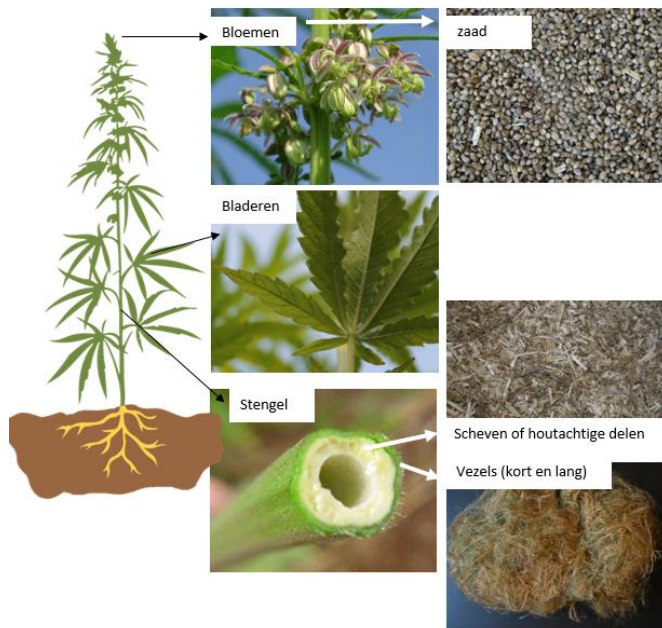 Bloemen
zaad
Bladeren
Stengel
Scheven of houtachtige delen
Vezels (kort en lang)